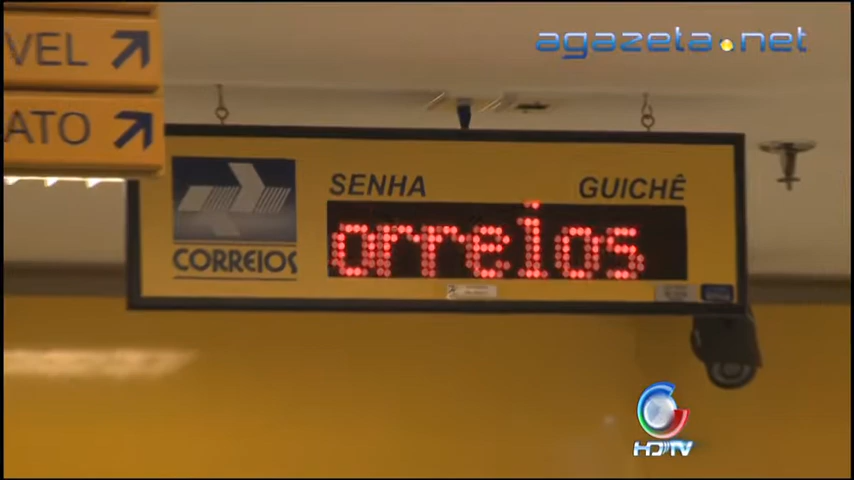 agazeta.net
VEL
ATO
SENHA GUICHÊ
CORREIOS
orreios
HDTV